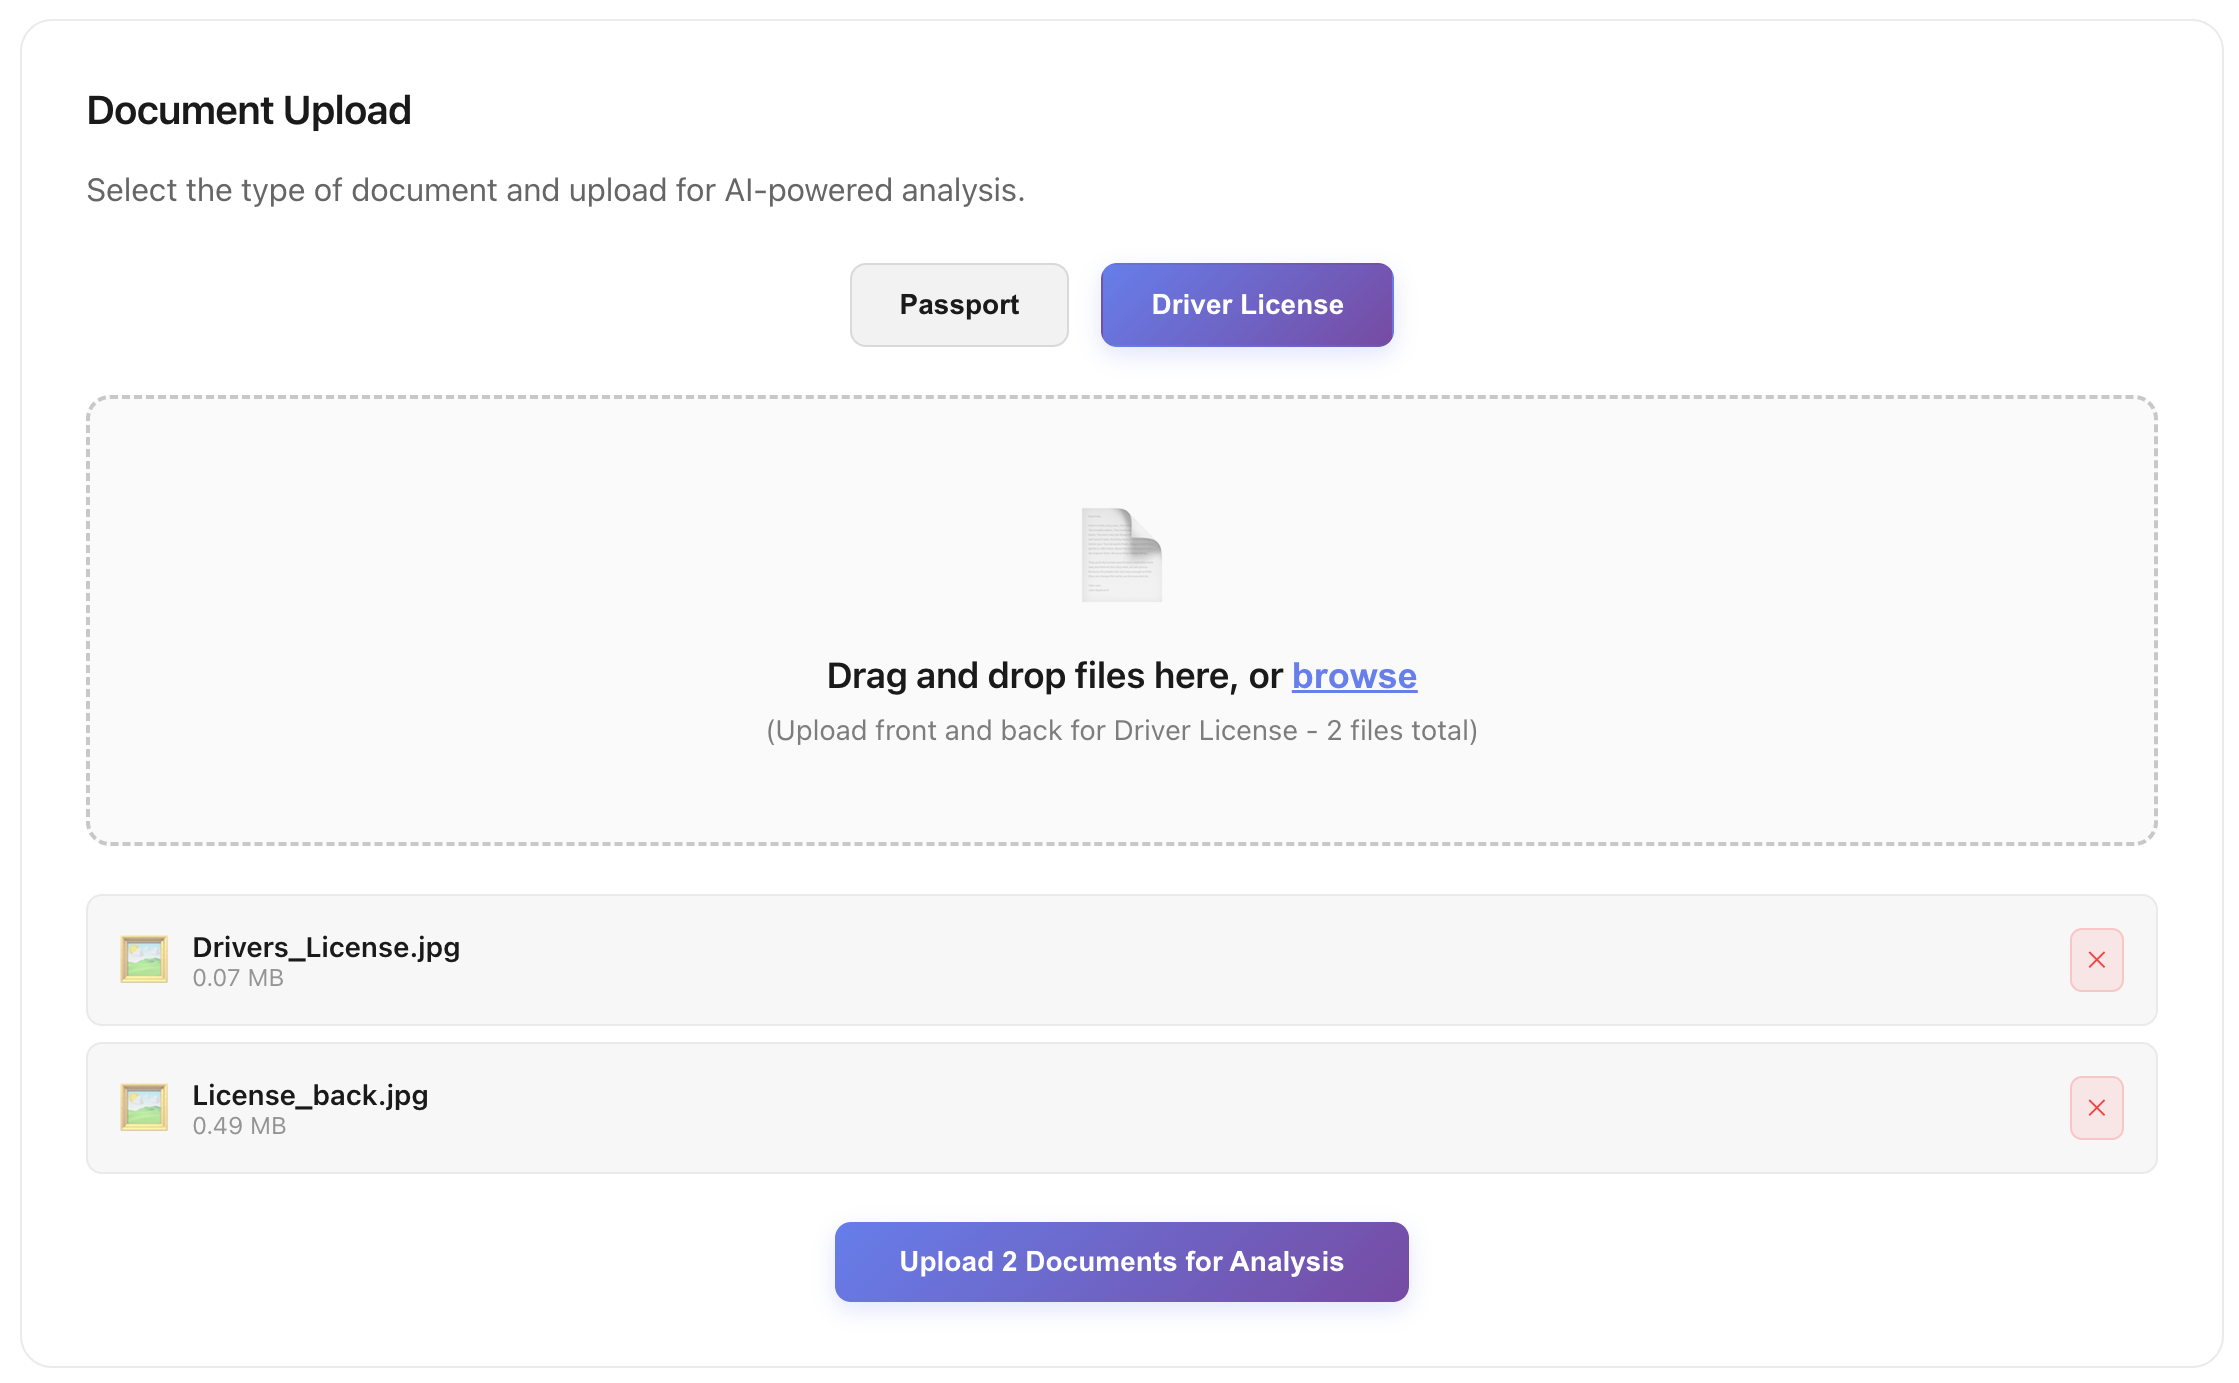 Document Upload
Select the type of document and upload for AI-powered analysis.
Passport
Driver License
Drag and drop files here, or browse
(Upload front and back for Driver License - 2 files total)
Drivers_License.jpg
0.07 MB
License_back.jpg
0.49 MB
Upload 2 Documents for Analysis